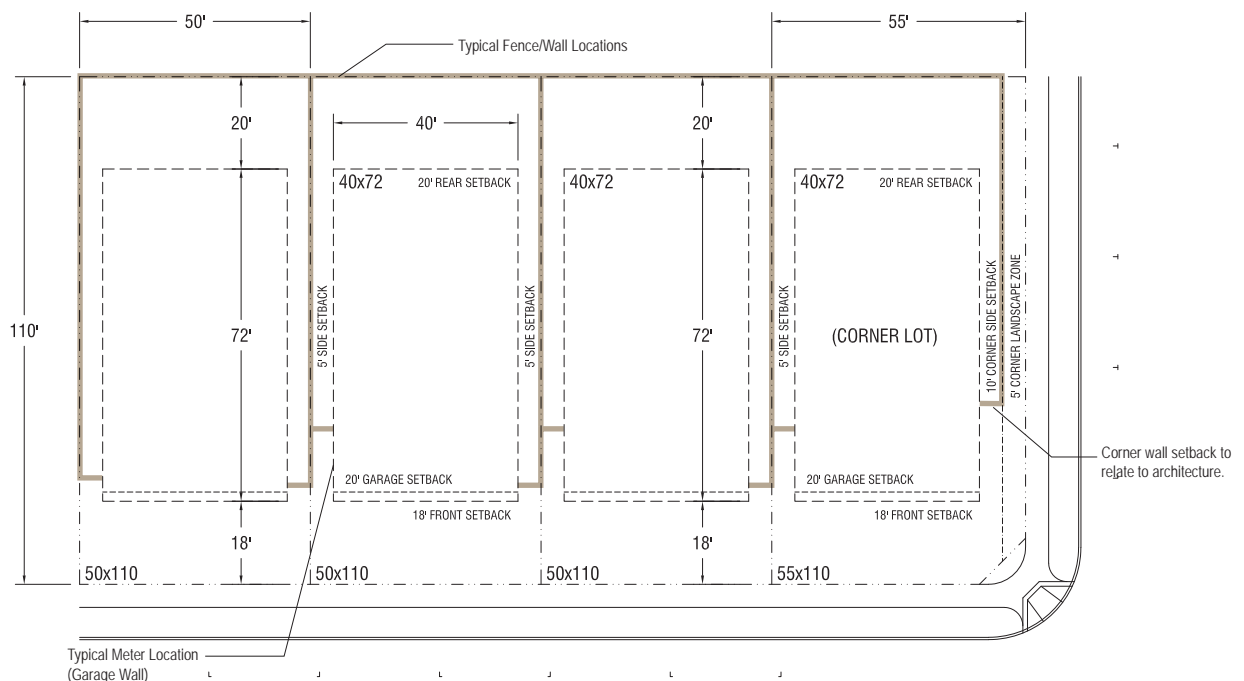 50'
55'
Typical Fence/Wall Locations
20'
40'
20'
40x72
20' REAR SETBACK
40x72
40x72
20' REAR SETBACK
110'
72'
5' SIDE SETBACK
5' SIDE SETBACK
72'
5' SIDE SETBACK
(CORNER LOT)
10' CORNER SIDE SETBACK
5' CORNER LANDSCAPE ZONE
Corner wall setback to
relate to architecture.
20' GARAGE SETBACK
20' GARAGE SETBACK
18' FRONT SETBACK
18' FRONT SETBACK
18'
18'
50x110
50x110
50x110
55x110
Typical Meter Location
(Garage Wall)